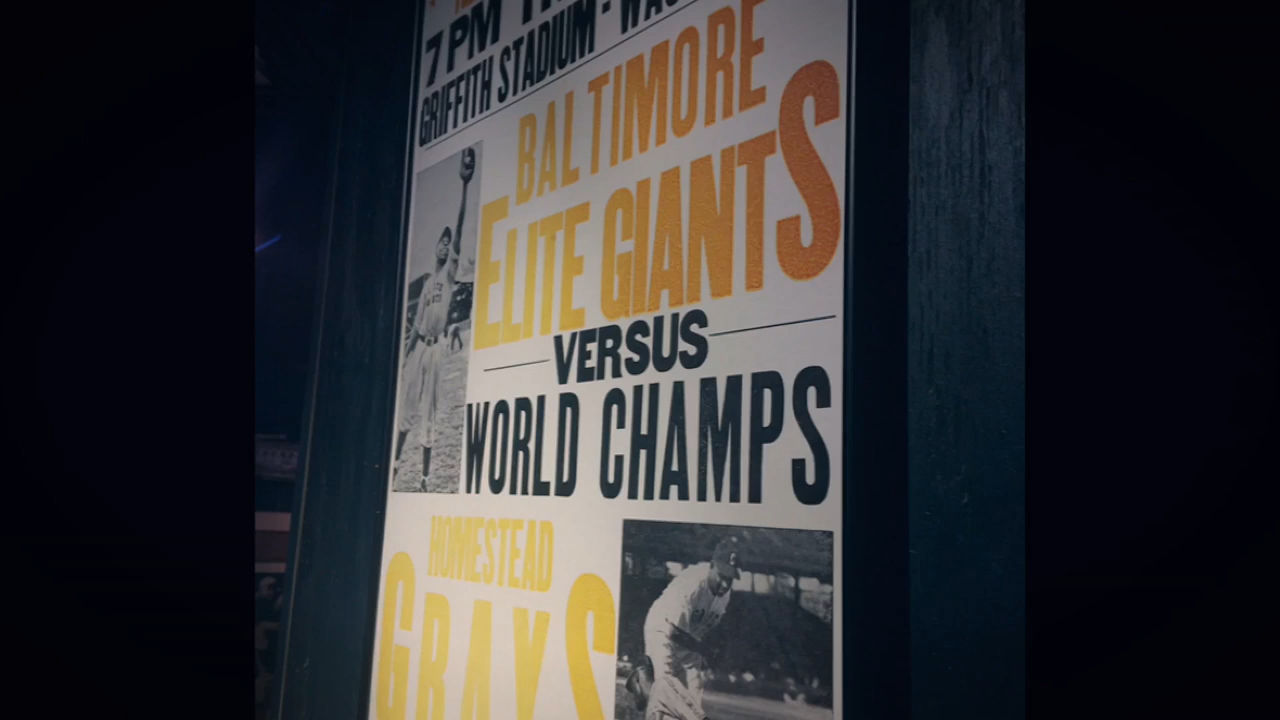 7 PM
GRIFFITH STADIUM -
BALTIMORE
ELITE GIANTS
VERSUS
WORLD CHAMPS
HOMESTEAD
GRAYS